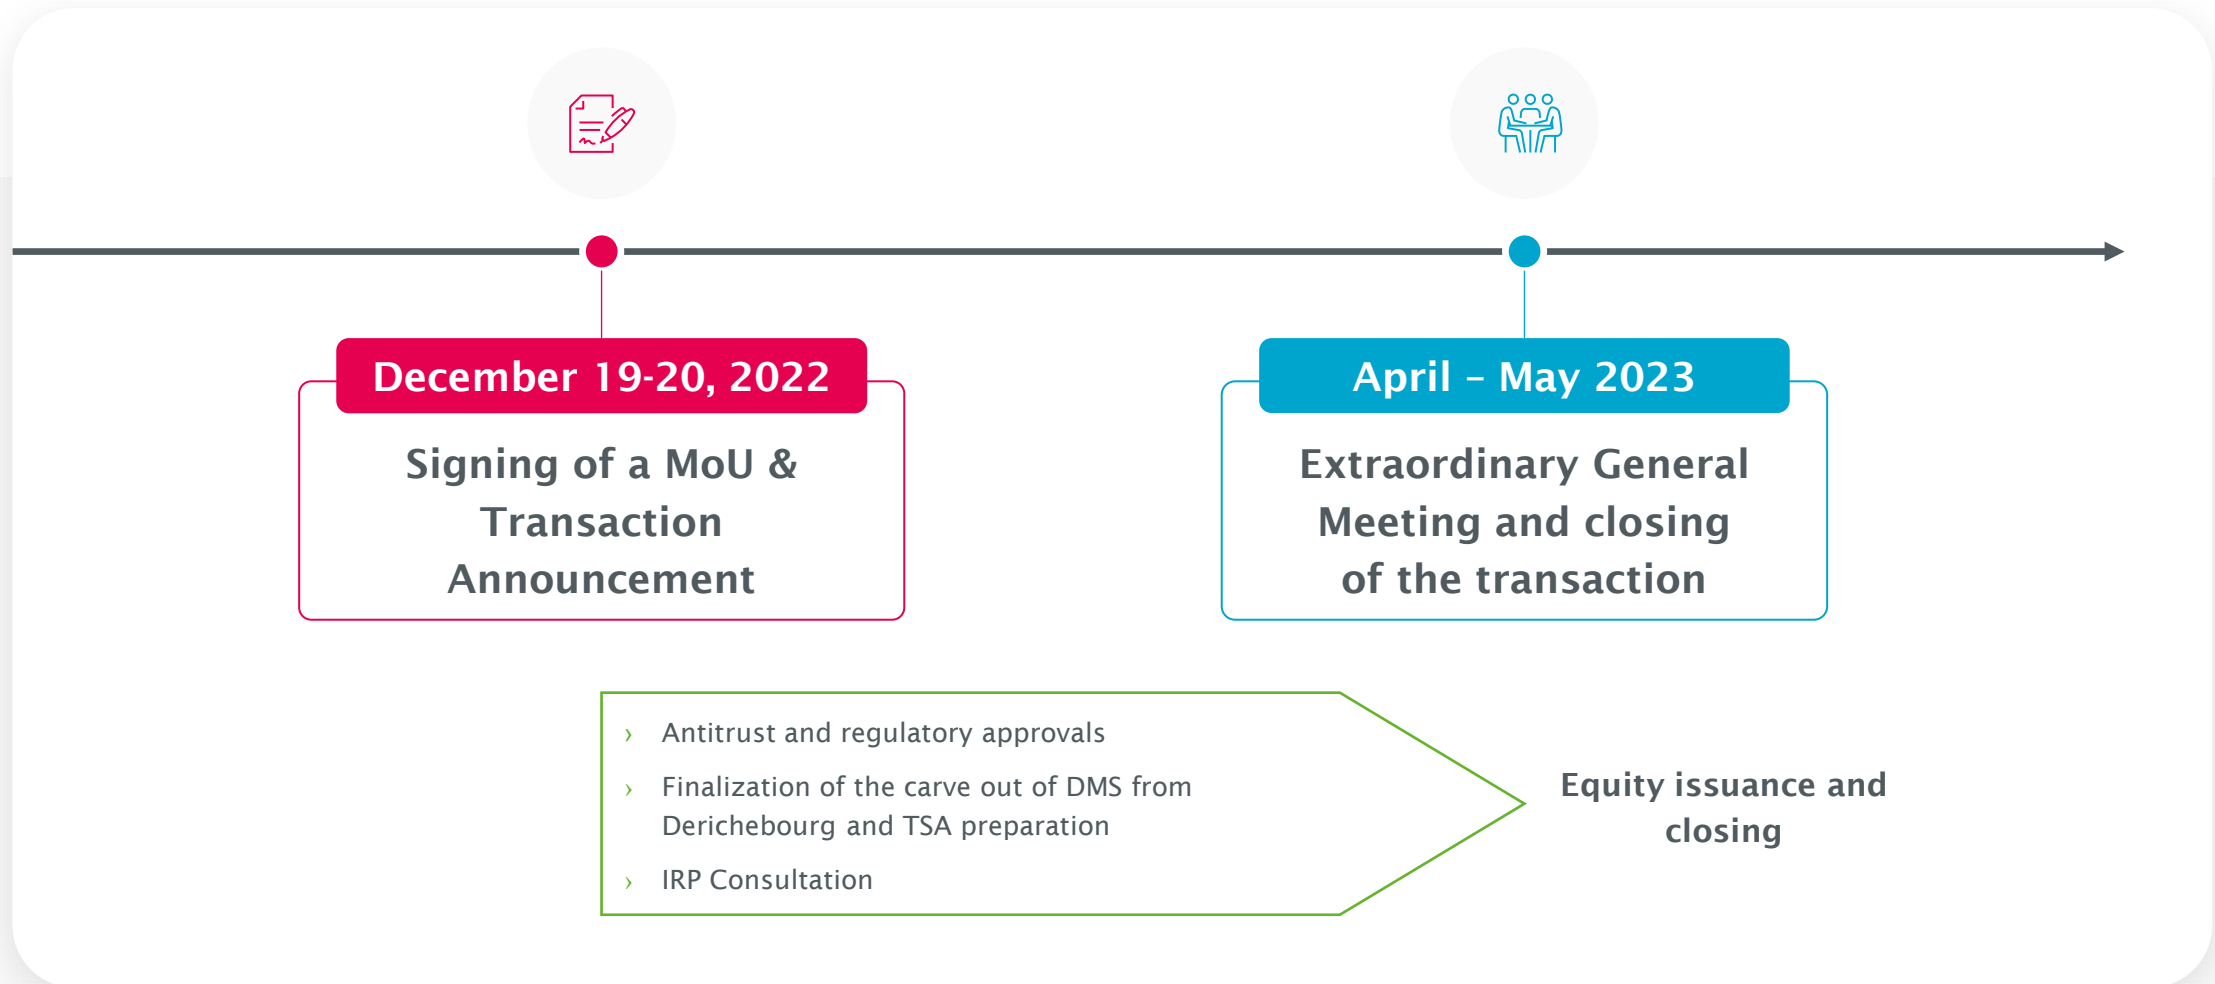 December 19-20, 2022
Signing of a MoU &
Transaction
Announcement
April – May 2023
Extraordinary General
Meeting and closing
of the transaction
› Antitrust and regulatory approvals
› Finalization of the carve out of DMS from
Derichebourg and TSA preparation
› IRP Consultation
Equity issuance and
closing